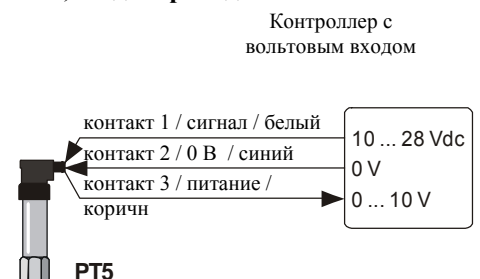 Контроллер с
вольтовым входом
контакт 1 / сигнал / белый
10 ... 28 Vdc
контакт 2 / 0 В / синий
0 V
контакт 3 / питание /
коричн
0 ... 10 V
PT5